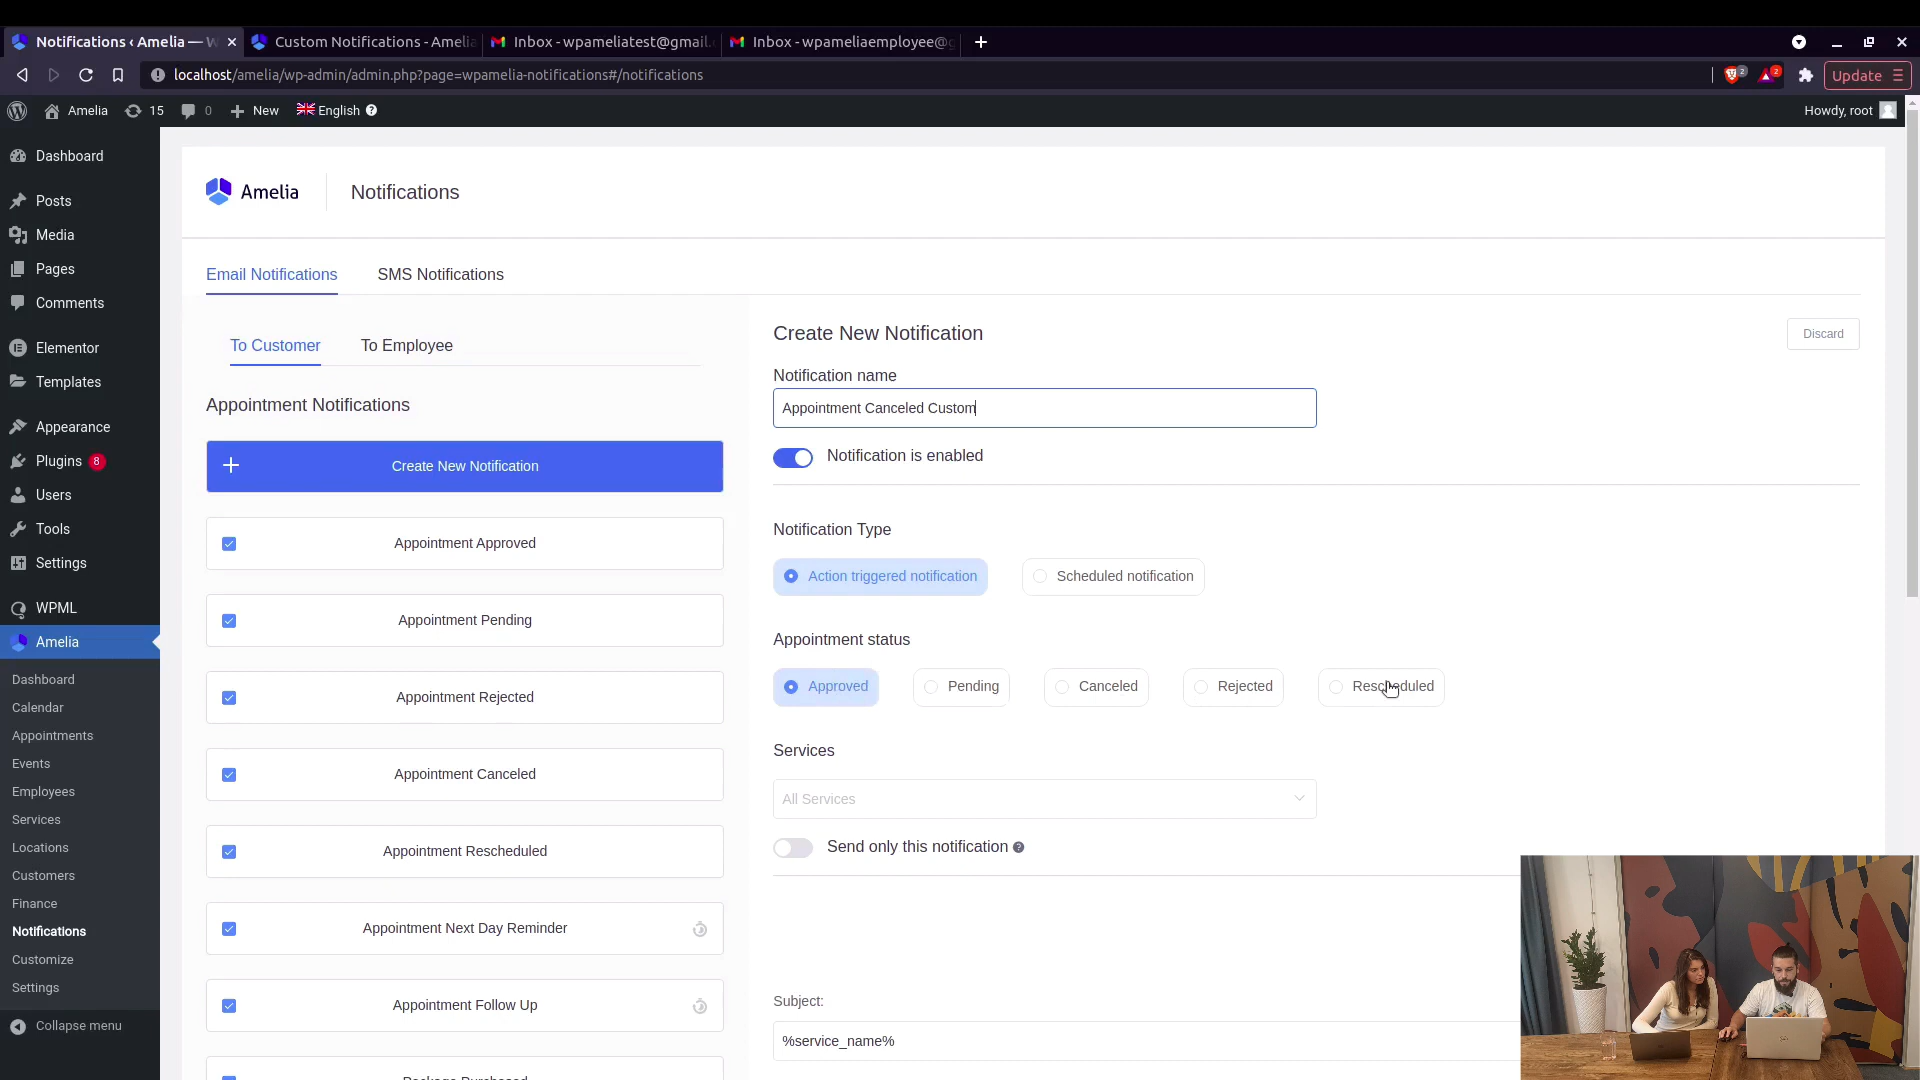 Notifications ‹ Amelia — W
Custom Notifications - Amelia
Inbox - wpameliatest@gmail.
Inbox - wpameliaemployee@g
localhost/amelia/wp-admin/admin.php?page=wpamelia-notifications#/notifications
2
2
Update
Amelia
15
0
New
English
Howdy, root
Dashboard
Posts
Media
Pages
Comments
Elementor
Templates
Appearance
Plugins 8
Users
Tools
Settings
WPML
Amelia
Dashboard
Calendar
Appointments
Events
Employees
Services
Locations
Customers
Finance
Notifications
Customize
Settings
Collapse menu
Amelia
Notifications
Email Notifications
SMS Notifications
To Customer
To Employee
Appointment Notifications
Create New Notification
Appointment Approved
Appointment Pending
Appointment Rejected
Appointment Canceled
Appointment Rescheduled
Appointment Next Day Reminder
Appointment Follow Up
Package Purchased
Create New Notification
Discard
Notification name
Appointment Canceled Custom
Notification is enabled
Notification Type
Action triggered notification
Scheduled notification
Appointment status
Approved
Pending
Canceled
Rejected
Rescheduled
Services
All Services
Send only this notification
Subject:
%service_name%